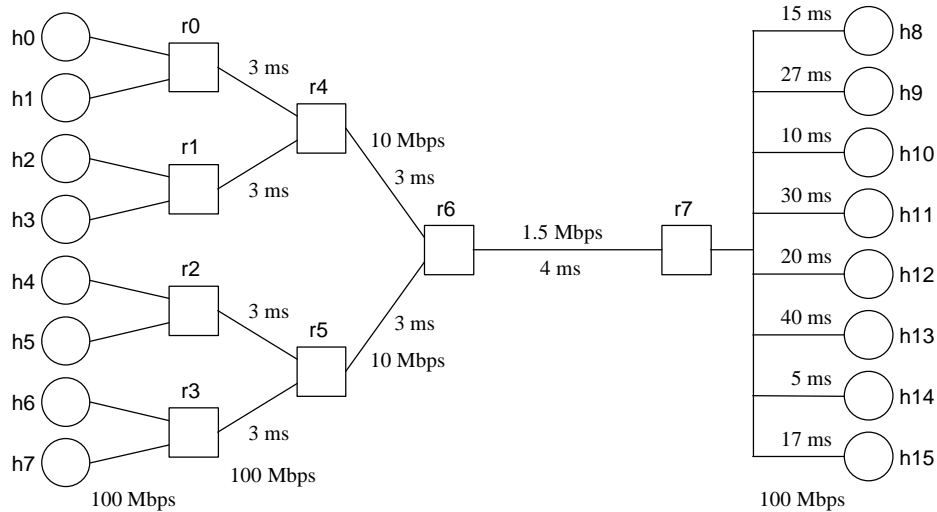 h0
h1
h2
h3
h4
h5
h6
h7
100 Mbps
r0
r1
r2
r3
3 ms
3 ms
3 ms
3 ms
100 Mbps
r4
r5
10 Mbps
3 ms
3 ms
10 Mbps
r6
1.5 Mbps
4 ms
r7
15 ms
h8
27 ms
h9
10 ms
h10
30 ms
h11
20 ms
h12
40 ms
h13
5 ms
h14
17 ms
h15
100 Mbps